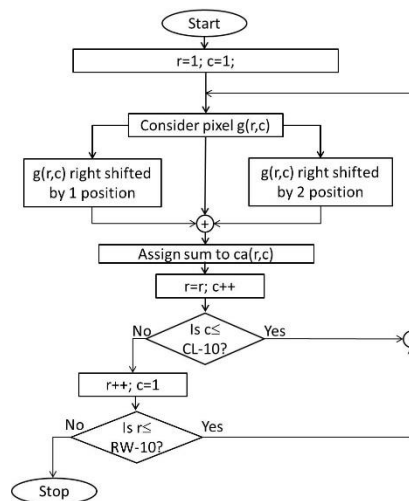 Start
r=1; c=1;
Consider pixel g(r,c)
g(r,c) right shifted
by 1 position
g(r,c) right shifted
by 2 position
+
Assign sum to ca(r,c)
r=r; c++
No
Is c≤
CL-10?
Yes
r++; c=1
No
Is r≤
RW-10?
Yes
Stop